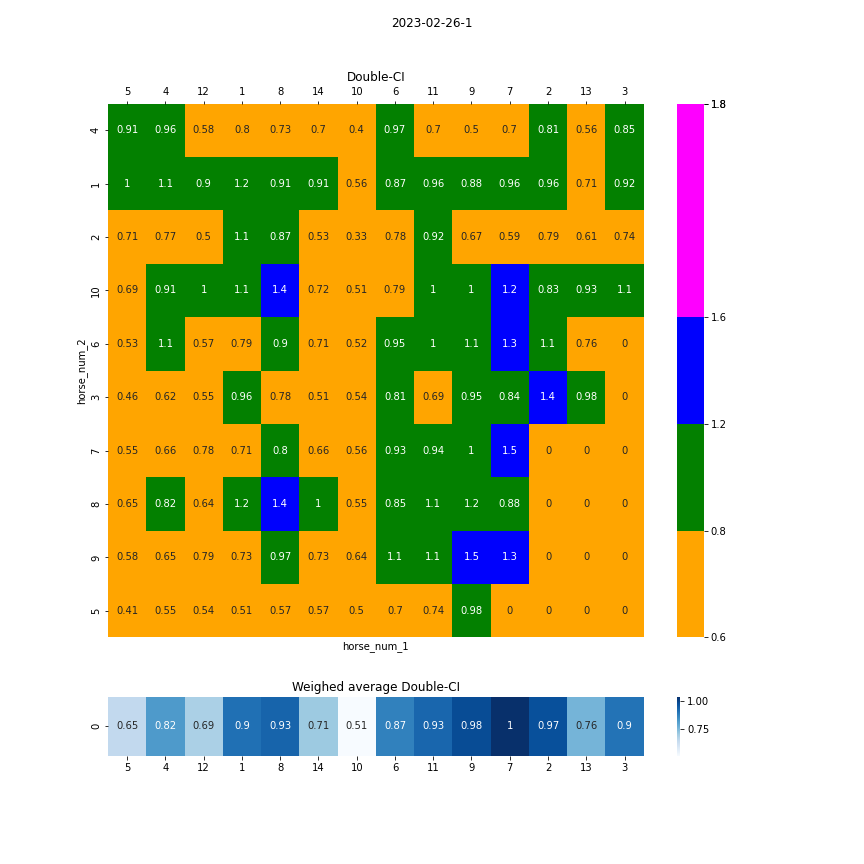 2023-02-26-1
Double-CI
5 4 12 1 8 14 10 6 11 9 7 2 13 3
4 0.91 0.96 0.58 0.8 0.73 0.7 0.4 0.97 0.7 0.5 0.7 0.81 0.56 0.85
1 1 1.1 0.9 1.2 0.91 0.91 0.56 0.87 0.96 0.88 0.96 0.96 0.71 0.92
2 0.71 0.77 0.5 1.1 0.87 0.53 0.33 0.78 0.92 0.67 0.59 0.79 0.61 0.74
10 0.69 0.91 1 1.1 1.4 0.72 0.51 0.79 1 1 1.2 0.83 0.93 1.1
6 0.53 1.1 0.57 0.79 0.9 0.71 0.52 0.95 1 1.1 1.3 1.1 0.76 0
3 0.46 0.62 0.55 0.96 0.78 0.51 0.54 0.81 0.69 0.95 0.84 1.4 0.98 0
7 0.55 0.66 0.78 0.71 0.8 0.66 0.56 0.93 0.94 1 1.5 0 0 0
8 0.65 0.82 0.64 1.2 1.4 1 0.55 0.85 1.1 1.2 0.88 0 0 0
9 0.58 0.65 0.79 0.73 0.97 0.73 0.64 1.1 1.1 1.5 1.3 0 0 0
5 0.41 0.55 0.54 0.51 0.57 0.57 0.5 0.7 0.74 0.98 0 0 0 0
horse_num_2
horse_num_1
1.8
1.6
1.2
0.8
0.6
Weighed average Double-CI
0 0.65 0.82 0.69 0.9 0.93 0.71 0.51 0.87 0.93 0.98 1 0.97 0.76 0.9
5 4 12 1 8 14 10 6 11 9 7 2 13 3
1.00
0.75